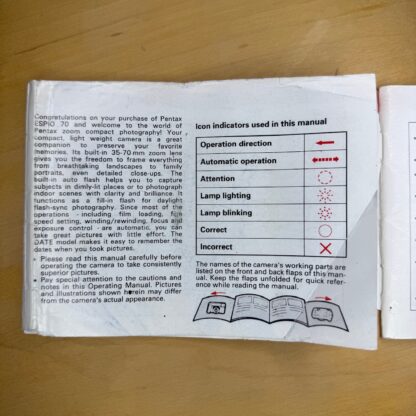 Congratulations on your purchase of Pentax
ESPIO 70 and welcome to the world of
Pentax zoom compact photography! Your
compact, light weight camera is a great
companion to preserve your favorite
memories. Its built-in 35-70 mm zoom lens
gives you the freedom to frame everything
from breathtaking landscapes to family
portraits, even detailed close-ups. The
built-in auto flash helps you to capture
subjects in dimly-lit places or to photograph
indoor scenes with clarity and brilliance. It
functions as a fill-in flash for daylight
flash-sync photography. Since most of the
operations - including film loading, film
speed setting, winding/rewinding, focus and
exposure control - are automatic, you can
take great pictures with little effort. The
DATE model makes it easy to remember the
dates when you took pictures.
• Please read this manual carefully before
operating the camera to take consistently
superior pictures.
• Pay special attention to the cautions and
notes in this Operating Manual. Pictures
and illustrations shown herein may differ
from the camera's actual appearance.
Icon indicators used in this manual
Operation direction
Automatic operation
Attention
Lamp lighting
Lamp blinking
Correct
Incorrect
The names of the camera's working parts are
listed on the front and back flaps of this man-
ual. Keep the flaps unfolded for quick refer-
ence while reading the manual.